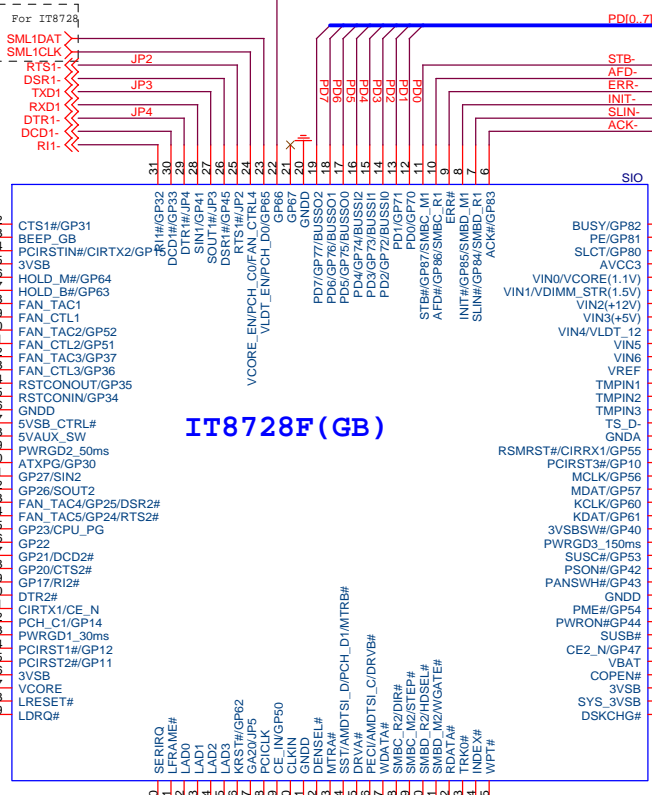 For IT8728
SML1DAT
SML1CLK
RTS1-
DSR1-
TXD1
RXD1
DTR1-
DCD1-
RI1-
JP2
JP3
JP4
PD[0..7]
STB-
AFD-
ERR-
INIT-
SLIN-
ACK-
PD7
PD6
PD5
PD4
PD3
PD2
PD1
PD0
31
30
29
28
27
26
25
24
23
22
21
20
19
18
17
16
15
14
13
12
11
10
9
8
7
6
SIO
RI1#/GP32
DCD1#/GP33
DTR1#/JP4
SIN1/GP41
SOUT1#/JP3
DSR1#/GP45
RTS1#/JP2
VCORE_EN/PCH_C0/FAN_CTRL4
VLDT_EN/PCH_D0/GP65
GP66
GP67
GNDD
PD7/GP77/BUSSO2
PD6/GP76/BUSSO1
PD5/GP75/BUSSO0
PD4/GP74/BUSSI2
PD3/GP73/BUSSI1
PD2/GP72/BUSSI0
PD1/GP71
PD0/GP70
STB#/GP87/SMBC_M1
AFD#/GP86/SMBC_R1
ERR#
INIT#/GP85/SMBD_M1
SLIN#/GP84/SMBD_R1
ACK#/GP83
CTS1#/GP31
BEEP_GB
PCIRSTIN#/CIRTX2/GP15
3VSB
HOLD_M#/GP64
HOLD_B#/GP63
FAN_TAC1
FAN_CTL1
FAN_TAC2/GP52
FAN_CTL2/GP51
FAN_TAC3/GP37
FAN_CTL3/GP36
RSTCONOUT/GP35
RSTCONIN/GP34
GNDD
5VSB_CTRL#
5VAUX_SW
PWRGD2_50ms
ATXPG/GP30
GP27/SIN2
GP26/SOUT2
FAN_TAC4/GP25/DSR2#
FAN_TAC5/GP24/RTS2#
GP23/CPU_PG
GP22
GP21/DCD2#
GP20/CTS2#
GP17/RI2#
DTR2#
CIRTX1/CE_N
PCH_C1/GP14
PWRGD1_30ms
PCIRST1#/GP12
PCIRST2#/GP11
3VSB
VCORE
LRESET#
LDRQ#
IT8728F(GB)
BUSY/GP82
PE/GP81
SLCT/GP80
AVCC3
VIN0/VCORE(1.1V)
VIN1/VDIMM_STR(1.5V)
VIN2(+12V)
VIN3(+5V)
VIN4/VLDT_12
VIN5
VIN6
VREF
TMPIN1
TMPIN2
TMPIN3
TS_D-
GNDA
RSMRST#/CIRRX1/GP55
PCIRST3#/GP10
MCLK/GP56
MDAT/GP57
KCLK/GP60
KDAT/GP61
3VSBSW#/GP40
PWRGD3_150ms
SUSC#/GP53
PSON#/GP42
PANSWH#/GP43
GNDD
PME#/GP54
PWRON#GP44
SUSB#
CE2_N/GP47
VBAT
COPEN#
3VSB
SYS_3VSB
DSKCHG#
SERIRQ
LFRAME#
LAD0
LAD1
LAD2
LAD3
KRST#/GP62
GA20/JP5
PCICLK
CE_IN/GP50
CLKIN
GNDD
DENSEL#
MTRA#
SST/AMDTSI_D/PCH_D1/MTRB#
DRVA#
PECI/AMDTSI_C/DRVB#
WDATA#
SMBC_R2/DIR#
SMBC_M2/STEP#
SMBD_R2/HDSEL#
SMBD_M2/WGATE#
RDATA#
TRK0#
INDEX#
WPT#